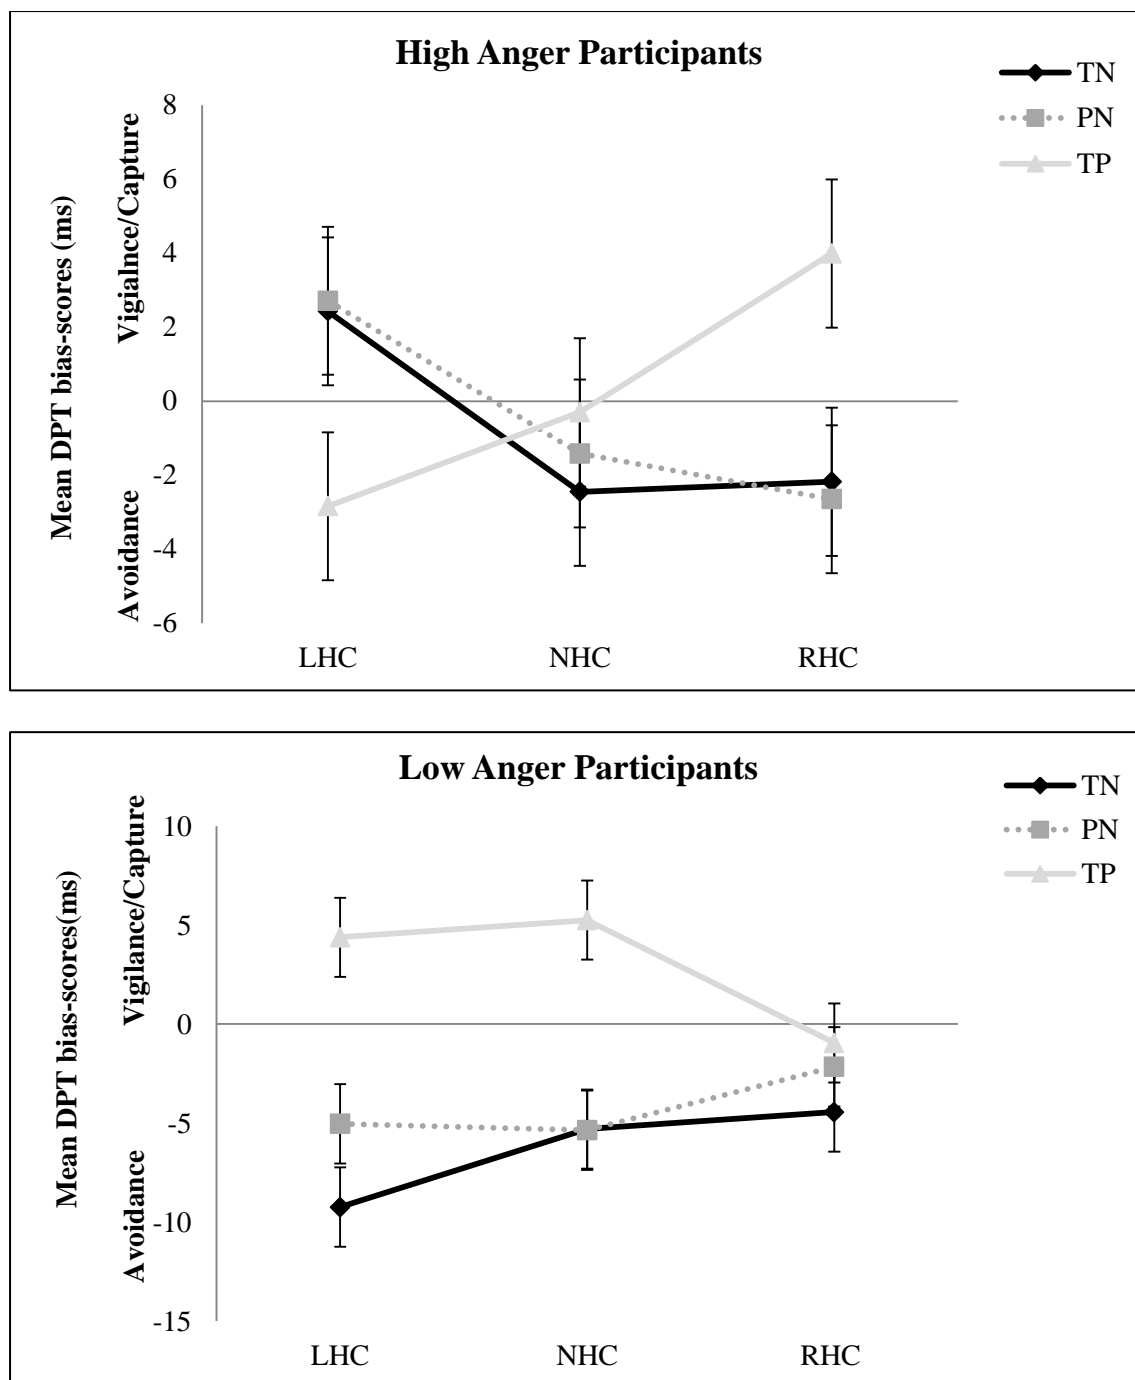 High Anger Participants
TN
PN
TP
Mean DPT bias-scores (ms)
Avoidance
Vigialnce/Capture
8
6
4
2
0
-2
-4
-6
LHC NHC RHC
Low Anger Participants
TN
PN
TP
Mean DPT bias-scores(ms)
Avoidance
Vigilance/Capture
10
5
0
-5
-10
-15
LHC NHC RHC